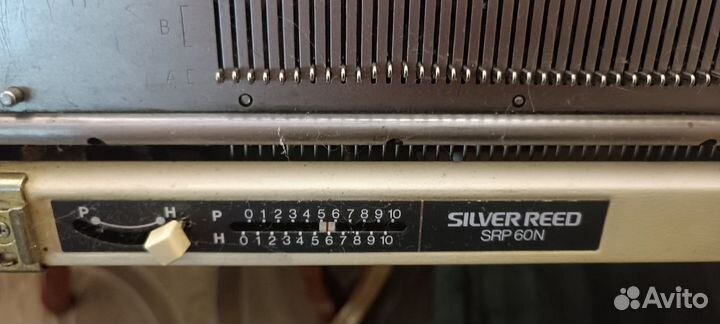 B
A E
P H P 0 1 2 3 4 5 6 7 8 9 10
H 0 1 2 3 4 5 6 7 8 9 10
SILVER REED
SRP 60N
Avito